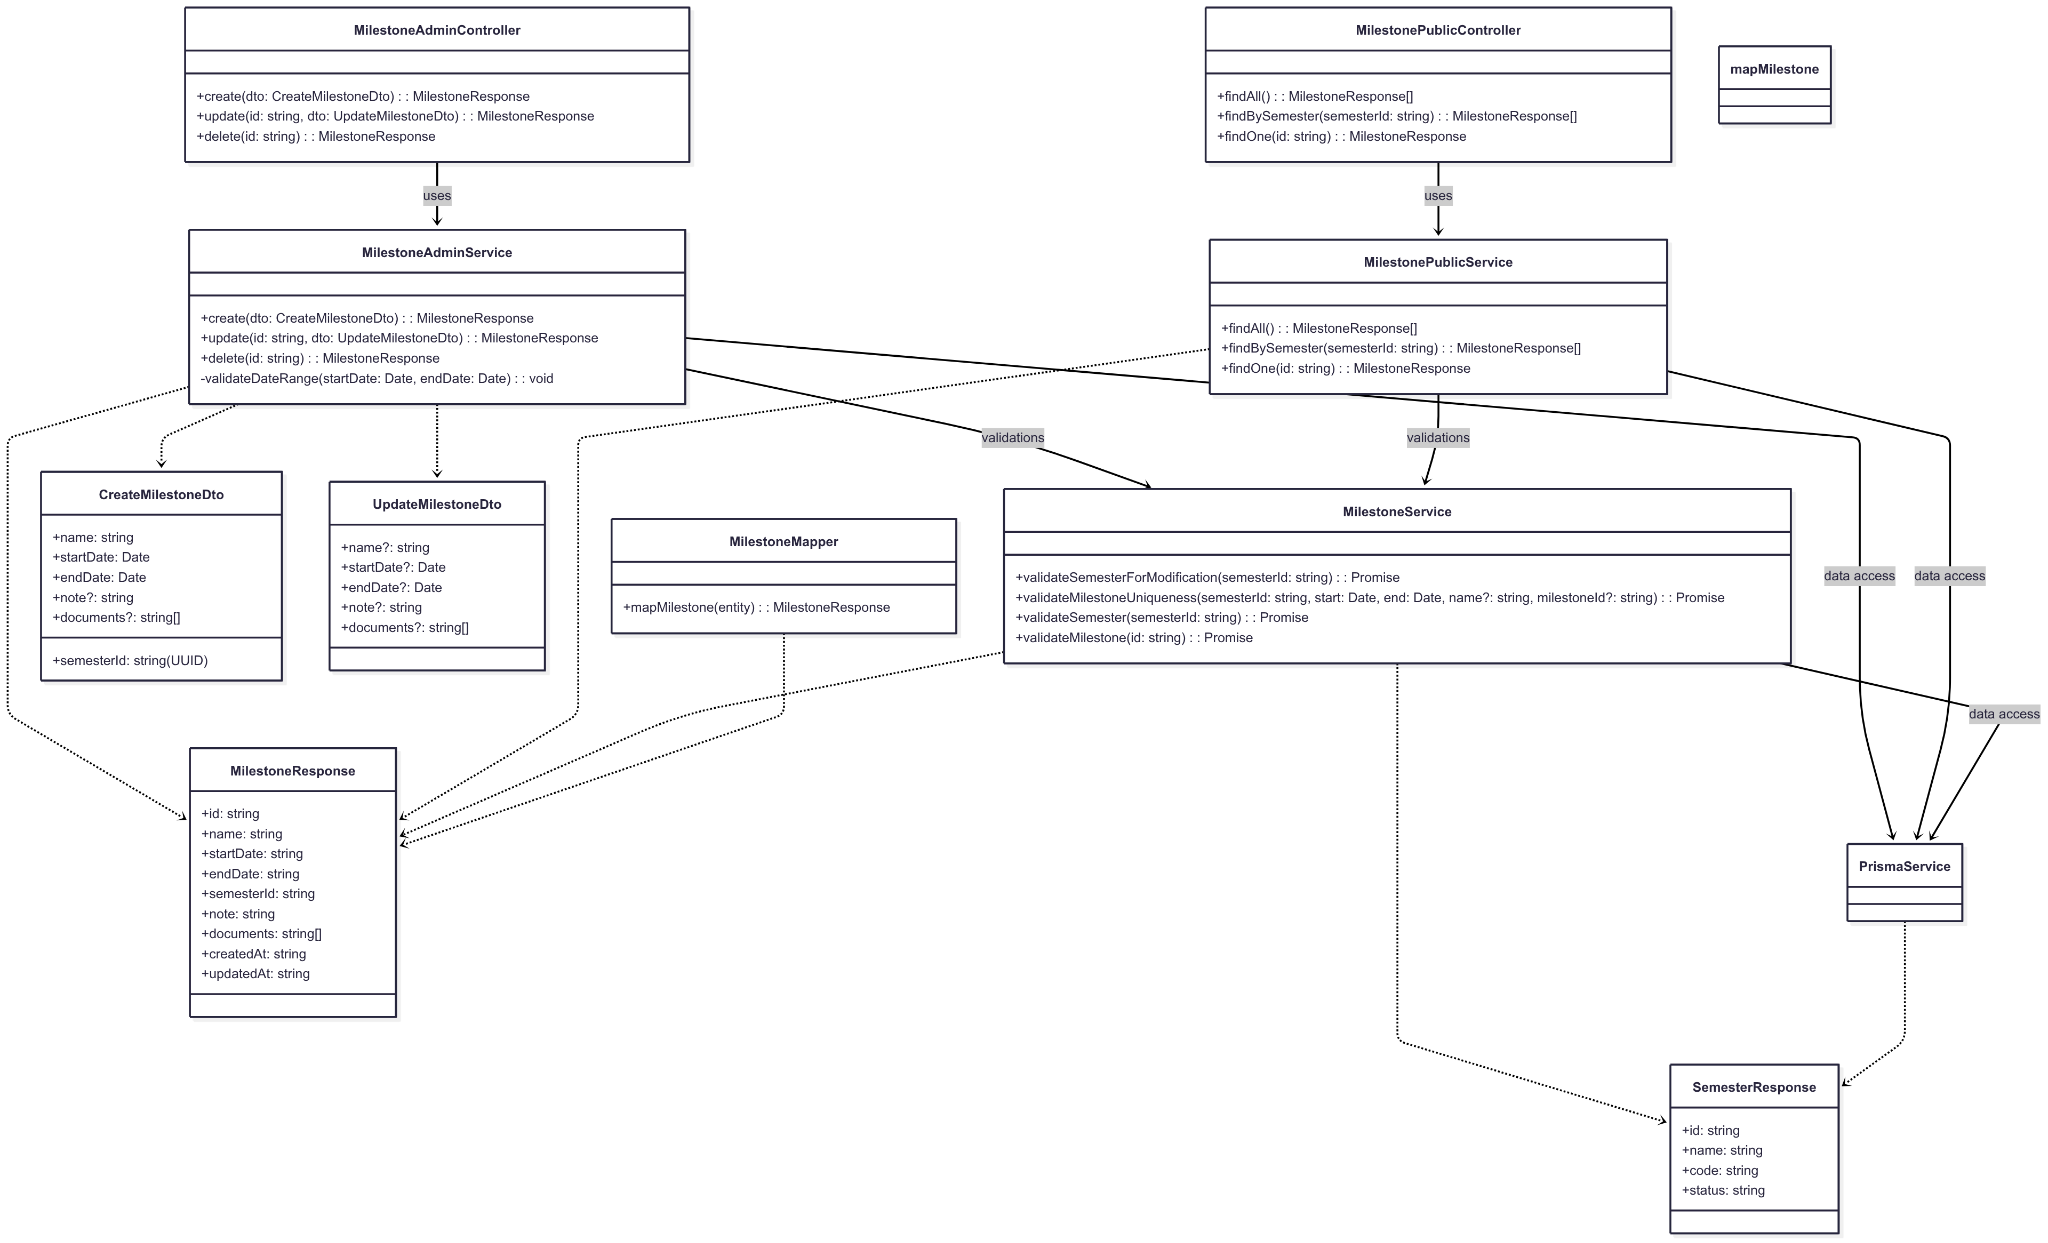 MilestoneAdminController
+create(dto: CreateMilestoneDto) : : MilestoneResponse
+update(id: string, dto: UpdateMilestoneDto) : : MilestoneResponse
+delete(id: string) : : MilestoneResponse
MilestonePublicController
+findAll() : : MilestoneResponse[]
+findBySemester(semesterId: string) : : MilestoneResponse[]
+findOne(id: string) : : MilestoneResponse
mapMilestone
uses
uses
MilestoneAdminService
+create(dto: CreateMilestoneDto) : : MilestoneResponse
+update(id: string, dto: UpdateMilestoneDto) : : MilestoneResponse
+delete(id: string) : : MilestoneResponse
-validateDateRange(startDate: Date, endDate: Date) : : void
MilestonePublicService
+findAll() : : MilestoneResponse[]
+findBySemester(semesterId: string) : : MilestoneResponse[]
+findOne(id: string) : : MilestoneResponse
validations
validations
CreateMilestoneDto
+name: string
+startDate: Date
+endDate: Date
+note?: string
+documents?: string[]
+semesterId: string(UUID)
UpdateMilestoneDto
+name?: string
+startDate?: Date
+endDate?: Date
+note?: string
+documents?: string[]
MilestoneMapper
+mapMilestone(entity) : : MilestoneResponse
MilestoneService
+validateSemesterForModification(semesterId: string) : : Promise
+validateMilestoneUniqueness(semesterId: string, start: Date, end: Date, name?: string, milestoneId?: string) : : Promise
+validateSemester(semesterId: string) : : Promise
+validateMilestone(id: string) : : Promise
data access
data access
data access
MilestoneResponse
+id: string
+name: string
+startDate: string
+endDate: string
+semesterId: string
+note: string
+documents: string[]
+createdAt: string
+updatedAt: string
PrismaService
SemesterResponse
+id: string
+name: string
+code: string
+status: string